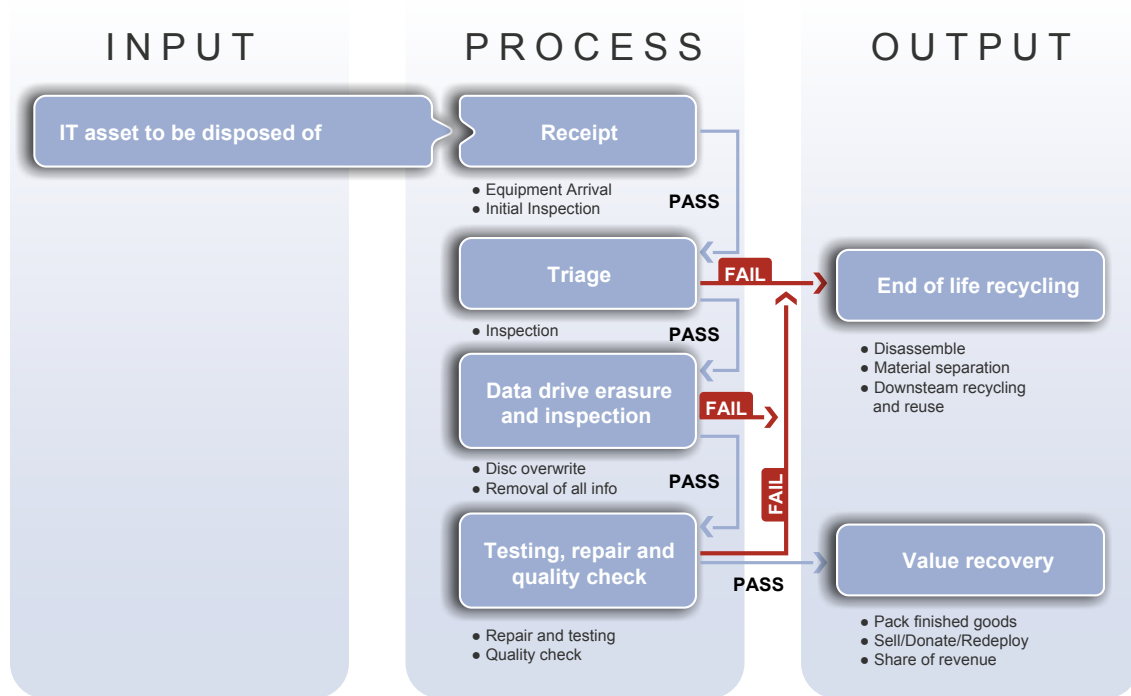 INPUT
PROCESS
OUTPUT
IT asset to be disposed of
Receipt
● Equipment Arrival
● Initial Inspection
PASS
Triage
FAIL
End of life recycling
● Inspection
PASS
● Disassemble
● Material separation
● Downsteam recycling
and reuse
Data drive erasure
and inspection
FAIL
● Disc overwrite
● Removal of all info
PASS
FAIL
Testing, repair and
quality check
PASS
Value recovery
● Repair and testing
● Quality check
● Pack finished goods
● Sell/Donate/Redeploy
● Share of revenue